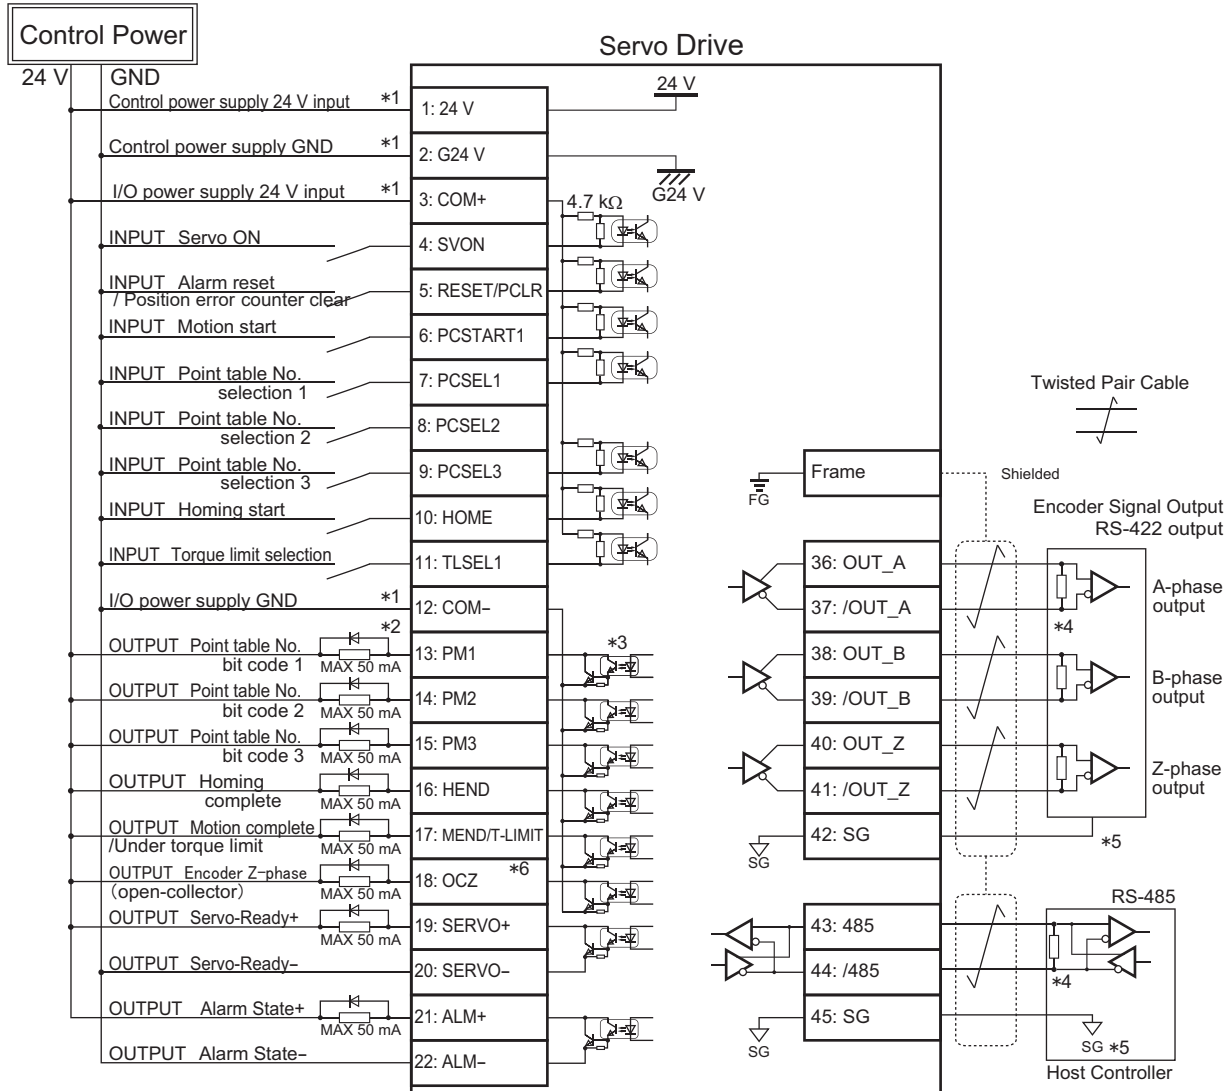 Control Power
Servo Drive
24 V
GND
24 V
Control power supply 24 V input *1
1: 24 V
Control power supply GND *1
2: G24 V
G24 V
I/O power supply 24 V input *1
3: COM+
4.7 kΩ
INPUT Servo ON
4: SVON
INPUT Alarm reset
/ Position error counter clear
5: RESET/PCLR
INPUT Motion start
6: PCSTART1
INPUT Point table No.
selection 1
7: PCSEL1
Twisted Pair Cable
INPUT Point table No.
selection 2
8: PCSEL2
INPUT Point table No.
selection 3
9: PCSEL3
Frame
FG
Shielded
INPUT Homing start
10: HOME
Encoder Signal Output
RS-422 output
INPUT Torque limit selection
11: TLSEL1
36: OUT_A
A-phase
output
I/O power supply GND *1
12: COM−
37: /OUT_A
*4
*2
OUTPUT Point table No.
bit code 1
MAX 50 mA
13: PM1
*3
38: OUT_B
B-phase
output
OUTPUT Point table No.
bit code 2
MAX 50 mA
14: PM2
39: /OUT_B
OUTPUT Point table No.
bit code 3
MAX 50 mA
15: PM3
40: OUT_Z
Z-phase
output
OUTPUT Homing
complete
MAX 50 mA
16: HEND
41: /OUT_Z
OUTPUT Motion complete
/Under torque limit
MAX 50 mA
17: MEND/T-LIMIT
42: SG
SG
*5
OUTPUT Encoder Z−phase
(open-collector)
MAX 50 mA
18: OCZ *6
RS-485
OUTPUT Servo-Ready+
MAX 50 mA
19: SERVO+
43: 485
OUTPUT Servo-Ready−
20: SERVO−
44: /485
*4
OUTPUT Alarm State+
MAX 50 mA
21: ALM+
45: SG
SG
SG *5
OUTPUT Alarm State−
22: ALM−
Host Controller